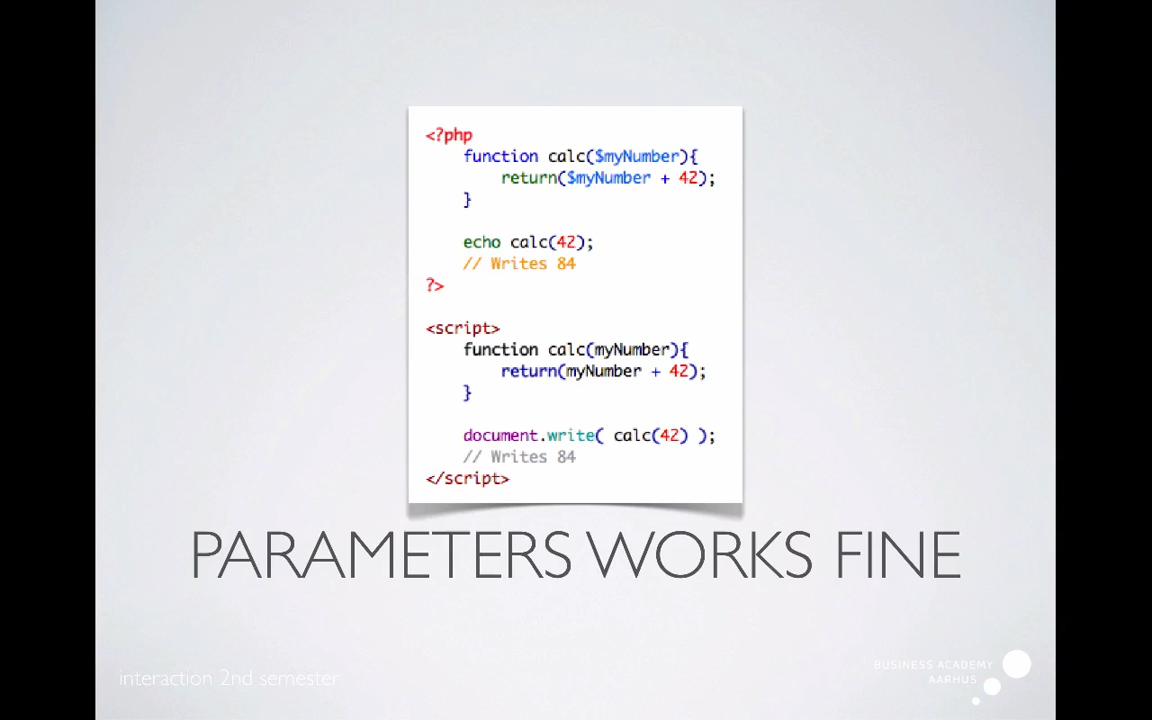 <?php
function calc($myNumber){
return($myNumber + 42);
}
echo calc(42);
// Writes 84
?>
<script>
function calc(myNumber){
return(myNumber + 42);
}
document.write( calc(42) );
// Writes 84
</script>
PARAMETERS WORKS FINE
interaction 2nd semester
BUSINESS ACADEMY
AARHUS